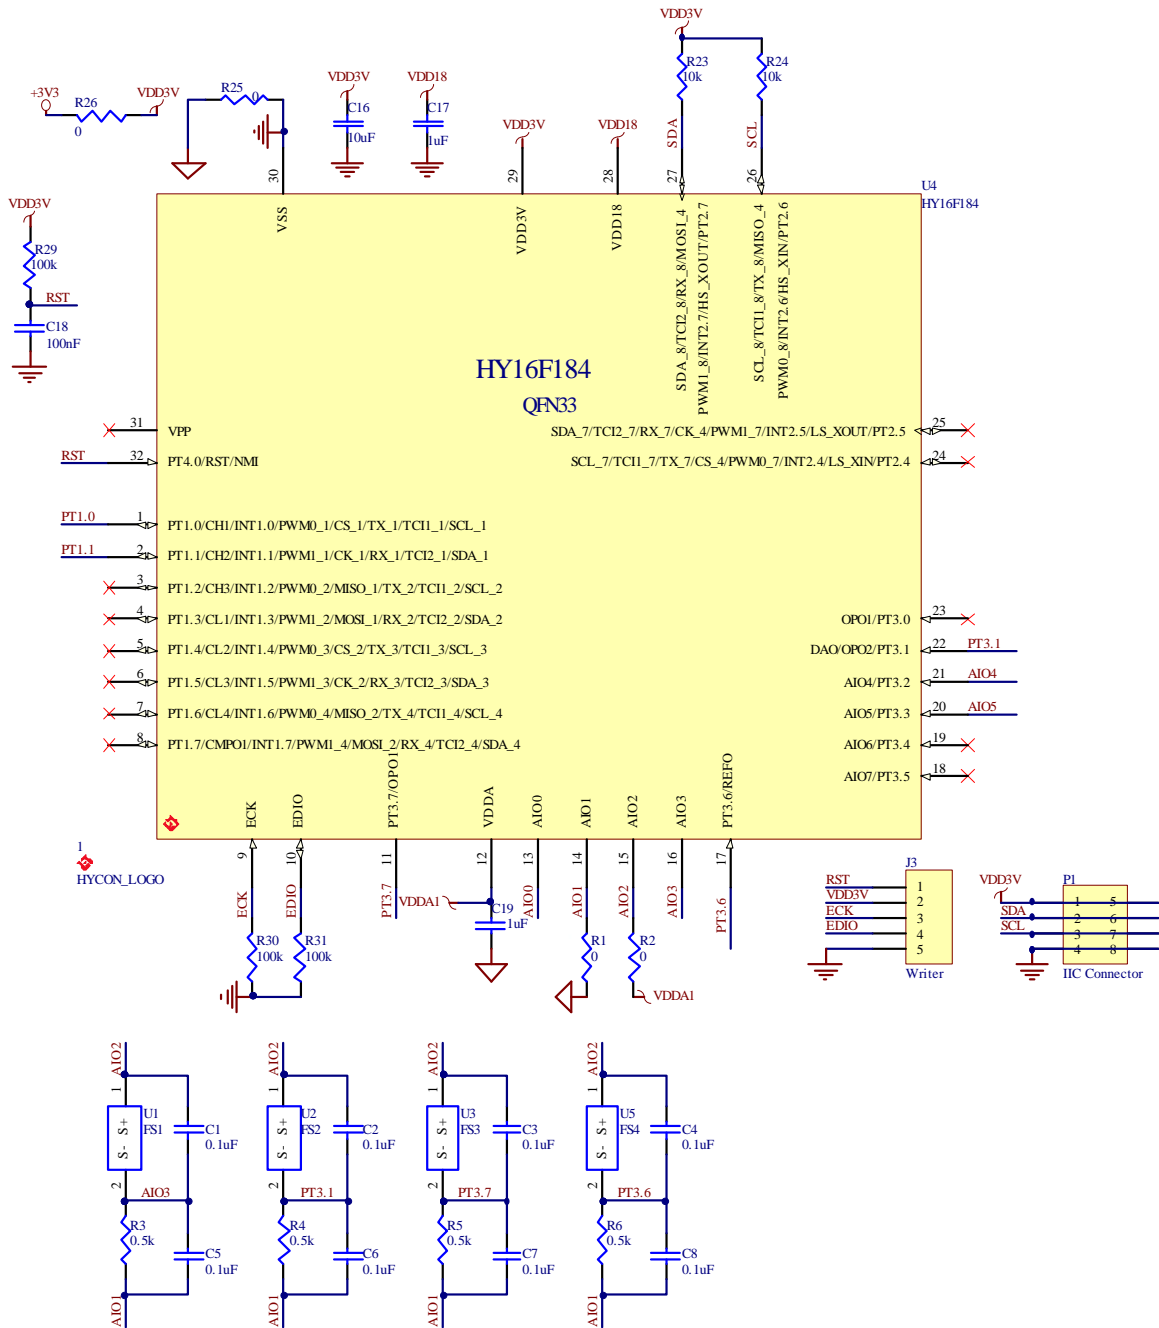 VDD3V
R23
10k
R24
10k
SDA
SCL
+3V3
R26
0
VDD3V
R25
0
VDD3V
C16
10uF
VDD18
C17
1uF
VDD3V
VDD18
30
29
28
27
26
U4
HY16F184
VSS
VDD3V
VDD18
SDA_8/TCI2_8/RX_8/MOSI_4
PWM1_8/INT2.7/HS_XOUT/PT2.7
SCL_8/TCI1_8/TX_8/MISO_4
PWM0_8/INT2.6/HS_XIN/PT2.6
VDD3V
R29
100k
RST
C18
100nF
HY16F184
QFN33
31 VPP
RST 32 PT4.0/RST/NMI
SDA_7/TCI2_7/RX_7/CK_4/PWM1_7/INT2.5/LS_XOUT/PT2.5 25
SCL_7/TCI1_7/TX_7/CS_4/PWM0_7/INT2.4/LS_XIN/PT2.4 24
PT1.0 1 PT1.0/CH1/INT1.0/PWM0_1/CS_1/TX_1/TCI1_1/SCL_1
PT1.1 2 PT1.1/CH2/INT1.1/PWM1_1/CK_1/RX_1/TCI2_1/SDA_1
3 PT1.2/CH3/INT1.2/PWM0_2/MISO_1/TX_2/TCI1_2/SCL_2
4 PT1.3/CL1/INT1.3/PWM1_2/MOSI_1/RX_2/TCI2_2/SDA_2
5 PT1.4/CL2/INT1.4/PWM0_3/CS_2/TX_3/TCI1_3/SCL_3
6 PT1.5/CL3/INT1.5/PWM1_3/CK_2/RX_3/TCI2_3/SDA_3
7 PT1.6/CL4/INT1.6/PWM0_4/MISO_2/TX_4/TCI1_4/SCL_4
8 PT1.7/CMPO1/INT1.7/PWM1_4/MOSI_2/RX_4/TCI2_4/SDA_4
OPO1/PT3.0 23
DAO/OPO2/PT3.1 22 PT3.1
AIO4/PT3.2 21 AIO4
AIO5/PT3.3 20 AIO5
AIO6/PT3.4 19
AIO7/PT3.5 18
ECK
EDIO
PT3.7/OPO1
VDDA
AIO0
AIO1
AIO2
AIO3
PT3.6/REFO
9
10
11
12
13
14
15
16
17
1
HYCON_LOGO
ECK
EDIO
PT3.7
VDDA1
C19
1uF
AIO0
AIO1
AIO2
AIO3
PT3.6
R30
100k
R31
100k
R1
0
R2
0
VDDA1
J3
RST 1
VDD3V 2
ECK 3
EDIO 4
5
Writer
VDD3V
P1
1 5
SDA 2 6
SCL 3 7
4 8
IIC Connector
AIO2
1
U1
FS1
S+
S-
C1
0.1uF
2
AIO3
R3
0.5k
C5
0.1uF
AIO1
AIO2
1
U2
FS2
S+
S-
C2
0.1uF
2
PT3.1
R4
0.5k
C6
0.1uF
AIO1
AIO2
1
U3
FS3
S+
S-
C3
0.1uF
2
PT3.7
R5
0.5k
C7
0.1uF
AIO1
AIO2
1
U5
FS4
S+
S-
C4
0.1uF
2
PT3.6
R6
0.5k
C8
0.1uF
AIO1